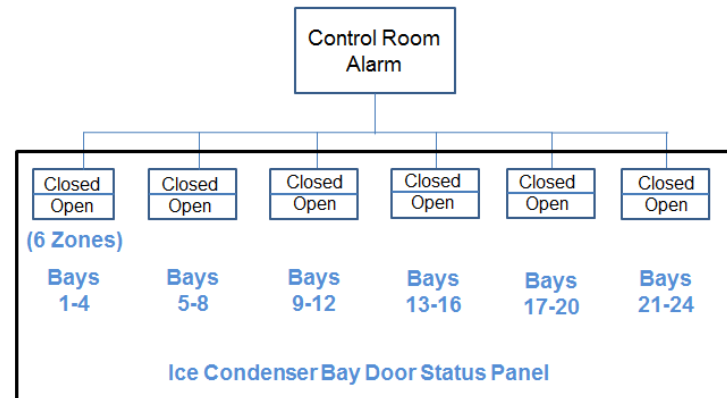 Control Room
Alarm
Closed Closed Closed Closed Closed Closed
Open Open Open Open Open Open
(6 Zones)
Bays Bays Bays Bays Bays Bays
1-4 5-8 9-12 13-16 17-20 21-24
Ice Condenser Bay Door Status Panel